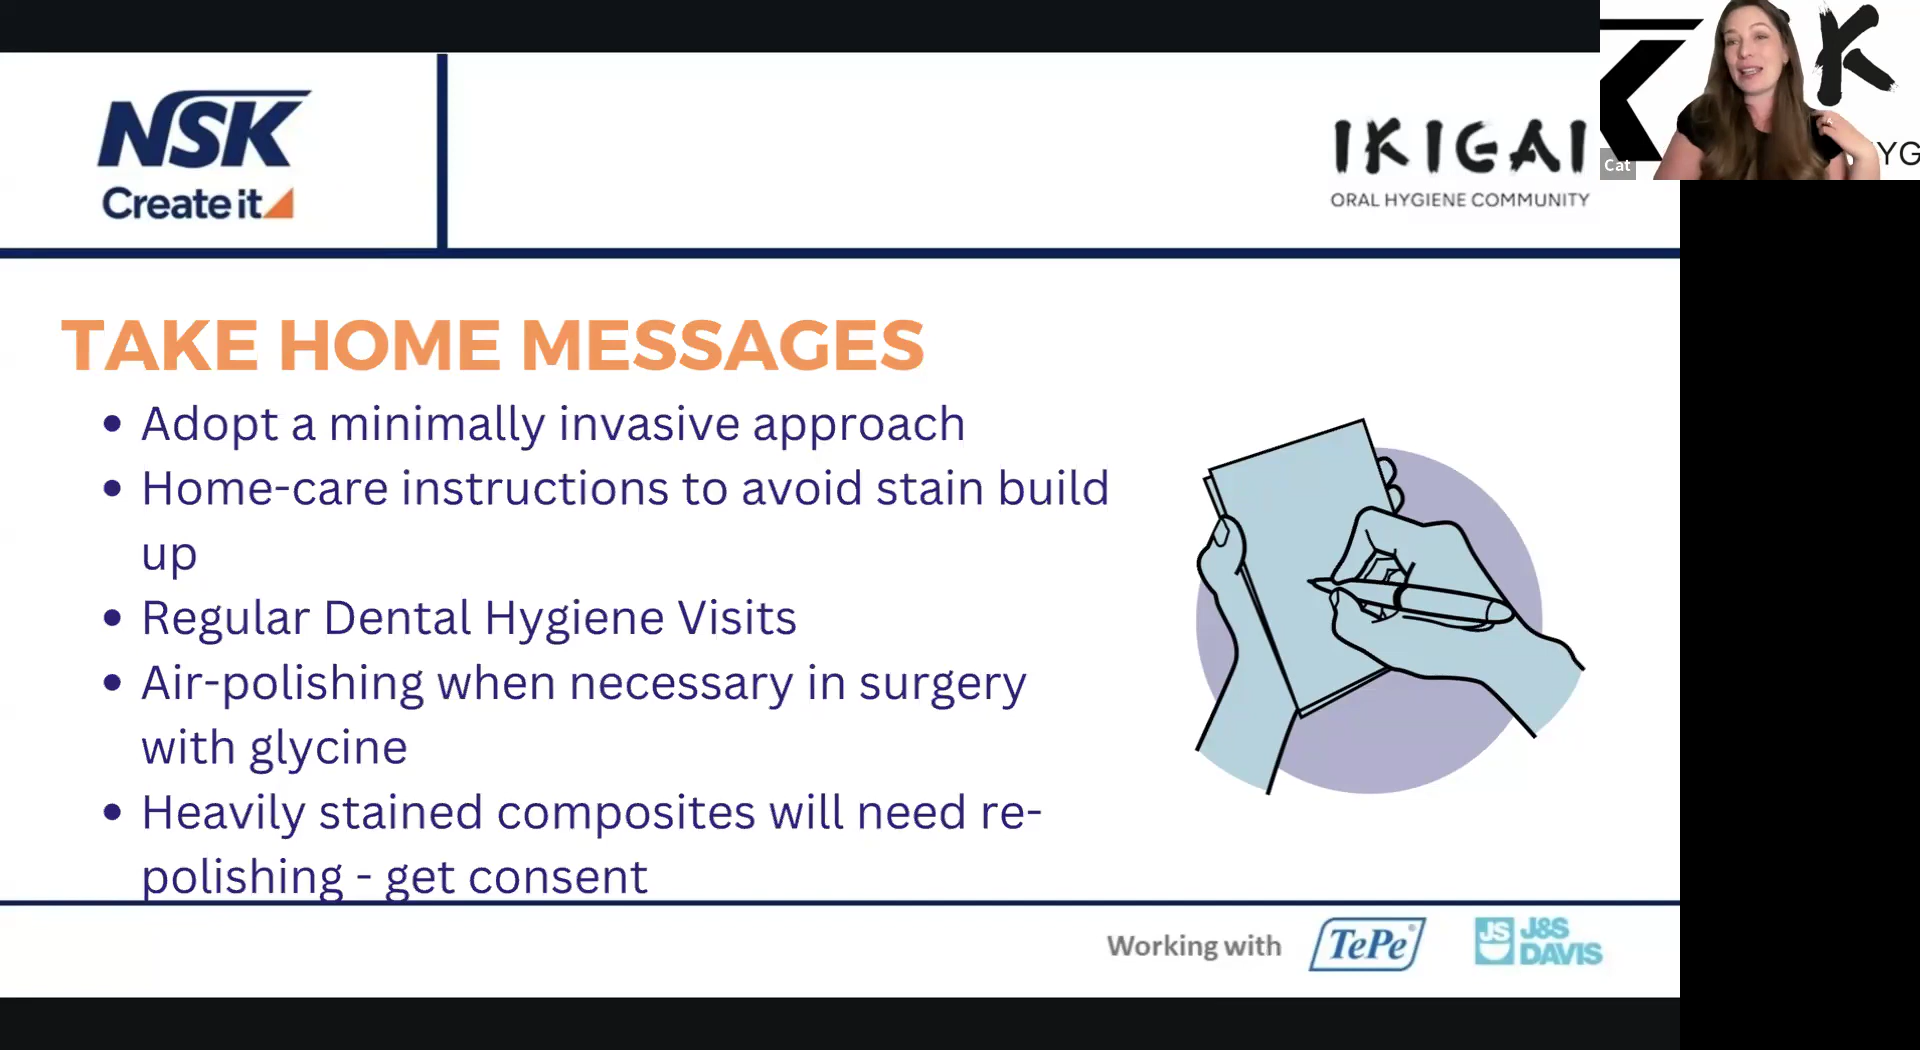 NSK
Create it
IKIGAI
ORAL HYGIENE COMMUNITY
K
YG
Cat
TAKE HOME MESSAGES
• Adopt a minimally invasive approach
• Home-care instructions to avoid stain build
up
• Regular Dental Hygiene Visits
• Air-polishing when necessary in surgery
with glycine
• Heavily stained composites will need re-
polishing - get consent
Working with
TePe®
JS
J&S
DAVIS